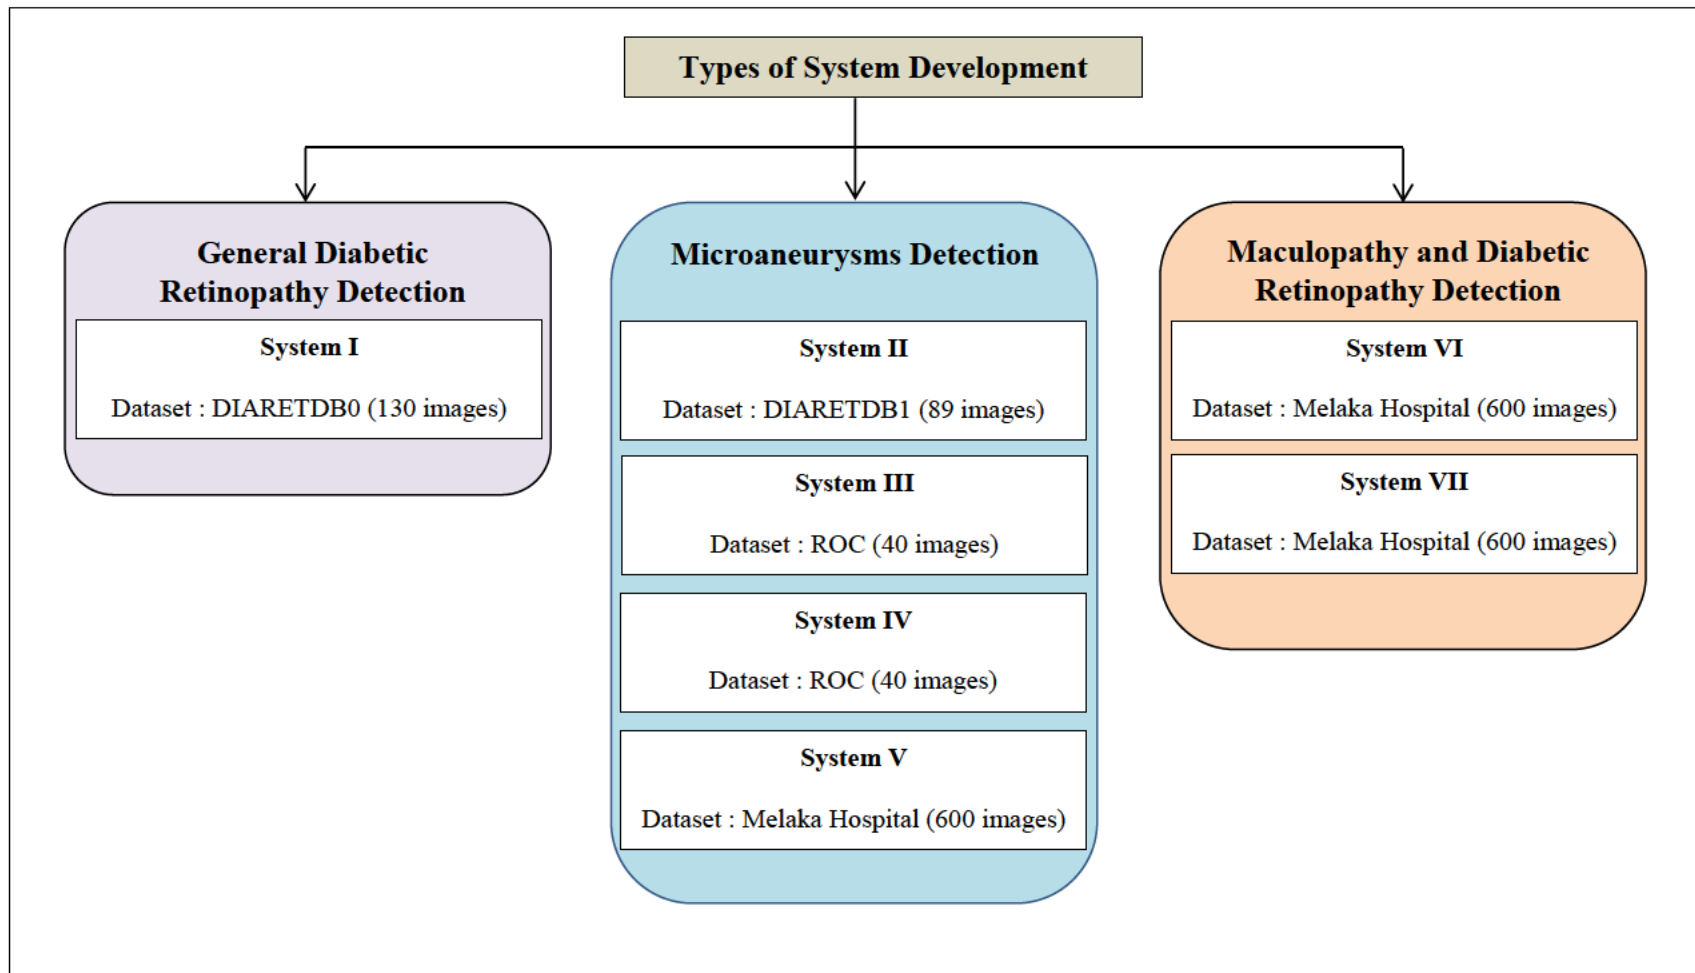 Types of System Development
General Diabetic
Retinopathy Detection
System I
Dataset : DIARETDB0 (130 images)
Microaneurysms Detection
System II
Dataset : DIARETDB1 (89 images)
System III
Dataset : ROC (40 images)
System IV
Dataset : ROC (40 images)
System V
Dataset : Melaka Hospital (600 images)
Maculopathy and Diabetic
Retinopathy Detection
System VI
Dataset : Melaka Hospital (600 images)
System VII
Dataset : Melaka Hospital (600 images)